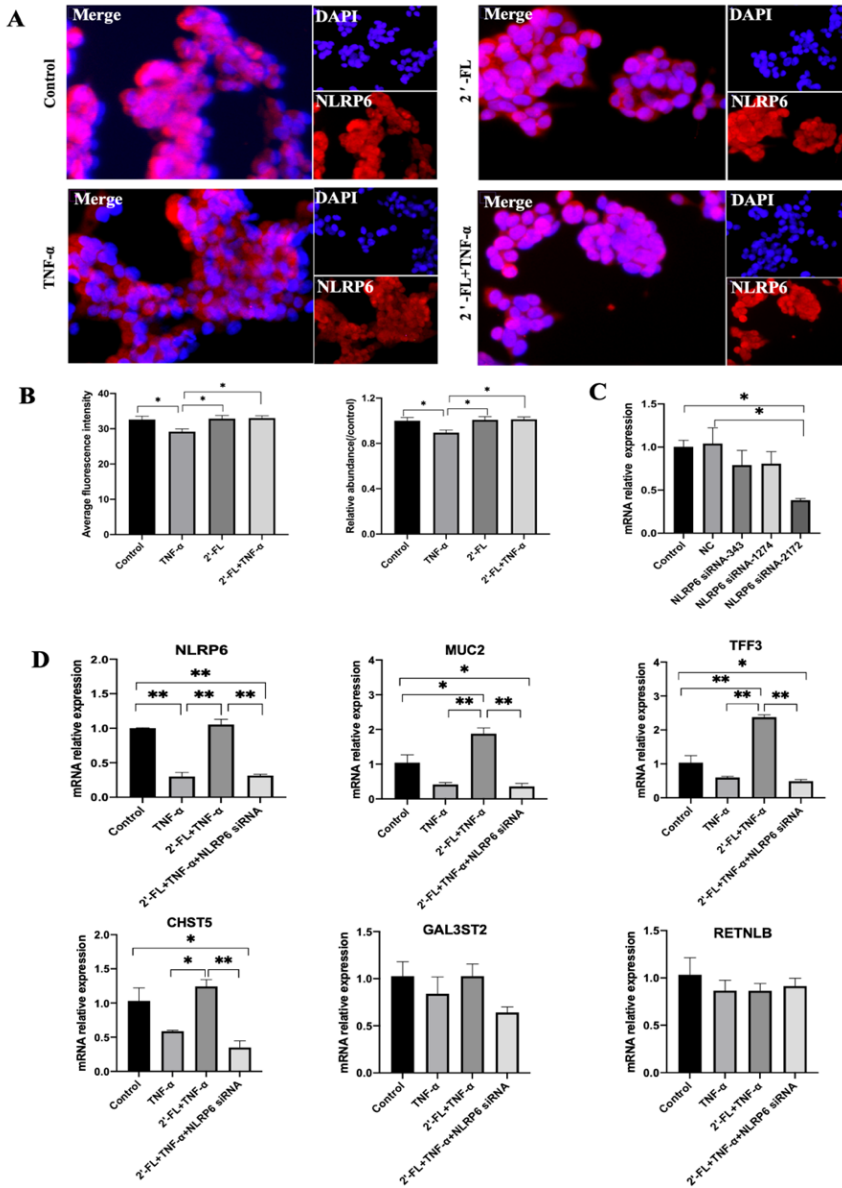 A
Control
Merge
DAPI
NLRP6
2'-FL
Merge
DAPI
NLRP6
TNF-α
Merge
DAPI
NLRP6
2'-FL+TNF-α
Merge
DAPI
NLRP6
B
Average fluorescence intensity
40
30
20
10
0
*
*
*
Control
TNF-α
2'-FL
2'-FL+TNF-α
Relative abundance(/control)
1.2
0.8
0.4
0.0
*
*
*
Control
TNF-α
2'-FL
2'-FL+TNF-α
C
mRNA relative expression
1.5
1.0
0.5
0.0
*
*
Control
NC
NLRP6 siRNA-343
NLRP6 siRNA-1274
NLRP6 siRNA-2172
D
NLRP6
mRNA relative expression
2.0
1.5
1.0
0.5
0.0
**
** ** **
Control
TNF-α
2'-FL+TNF-α
2'-FL+TNF-α+NLRP6 siRNA
MUC2
mRNA relative expression
4
3
2
1
0
*
*
** **
Control
TNF-α
2'-FL+TNF-α
2'-FL+TNF-α+NLRP6 siRNA
TFF3
mRNA relative expression
4
3
2
1
0
*
**
** **
Control
TNF-α
2'-FL+TNF-α
2'-FL+TNF-α+NLRP6 siRNA
CHST5
mRNA relative expression
2.0
1.5
1.0
0.5
0.0
*
* **
Control
TNF-α
2'-FL+TNF-α
2'-FL+TNF-α+NLRP6 siRNA
GAL3ST2
mRNA relative expression
1.5
1.0
0.5
0.0
Control
TNF-α
2'-FL+TNF-α
2'-FL+TNF-α+NLRP6 siRNA
RETNLB
mRNA relative expression
1.5
1.0
0.5
0.0
Control
TNF-α
2'-FL+TNF-α
2'-FL+TNF-α+NLRP6 siRNA